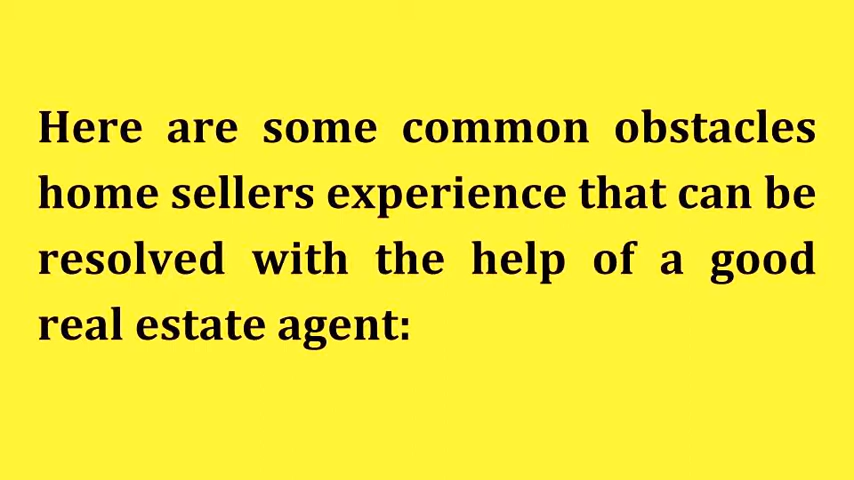 Here are some common obstacles
home sellers experience that can be
resolved with the help of a good
real estate agent: